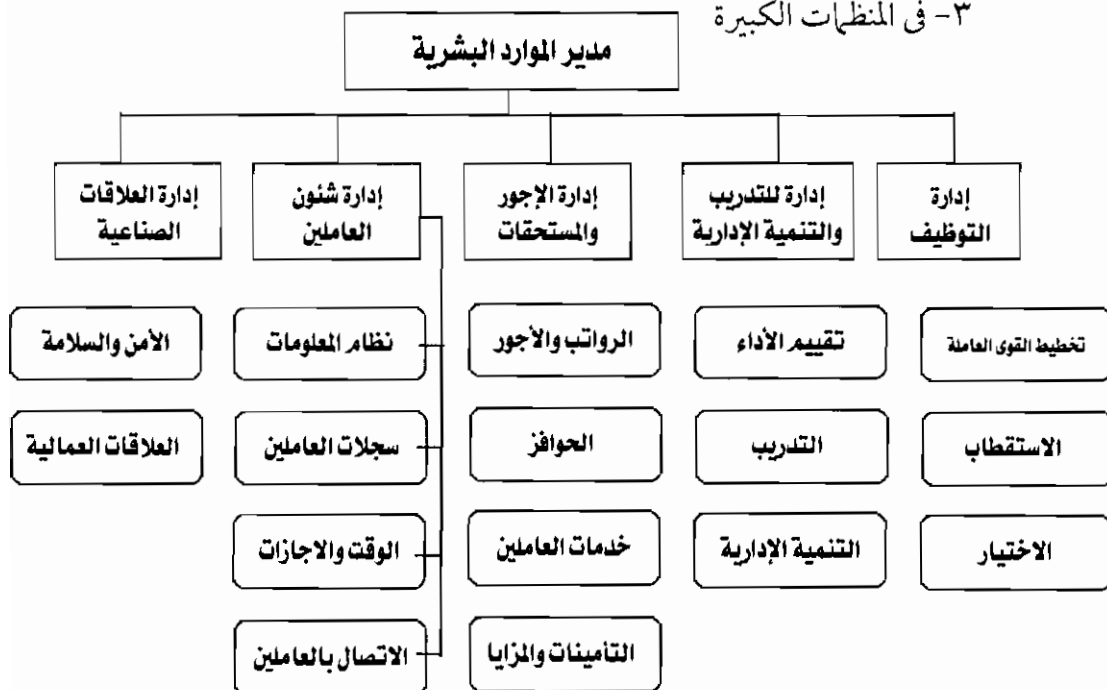 ٣- فى المنظمات الكبيرة
مدير الموارد البشرية
إدارة
التوظيف
إدارة للتدريب
والتنمية الإدارية
إدارة الإجور
والمستحقات
إدارة شئون
العاملين
إدارة العلاقات
الصناعية
تخطيط القوى العاملة
تقييم الأداء
الرواتب والأجور
نظام المعلومات
الأمن والسلامة
الاستقطاب
التدريب
الحوافز
سجلات العاملين
العلاقات العمالية
الاختيار
التنمية الإدارية
خدمات العاملين
الوقت والاجازات
التأمينات والمزايا
الاتصال بالعاملين